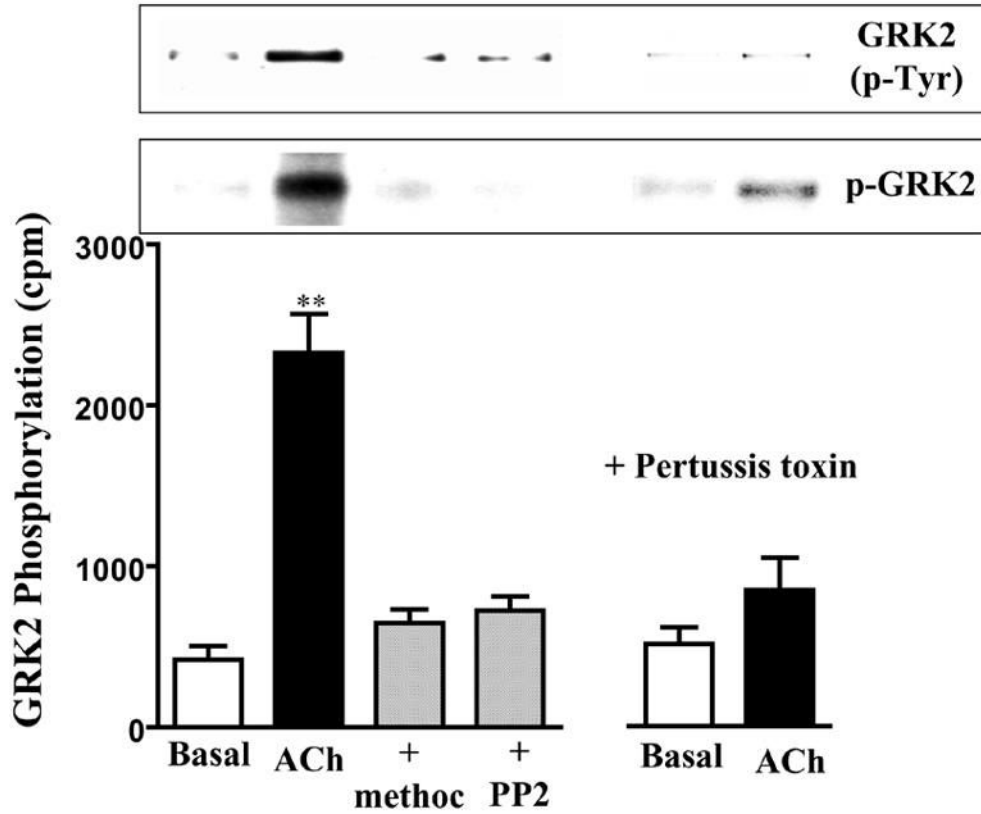 GRK2
(p-Tyr)
p-GRK2
GRK2 Phosphorylation (cpm)
3000
2000
1000
0
**
+ Pertussis toxin
Basal
ACh
+
methoc
+
PP2
Basal
ACh